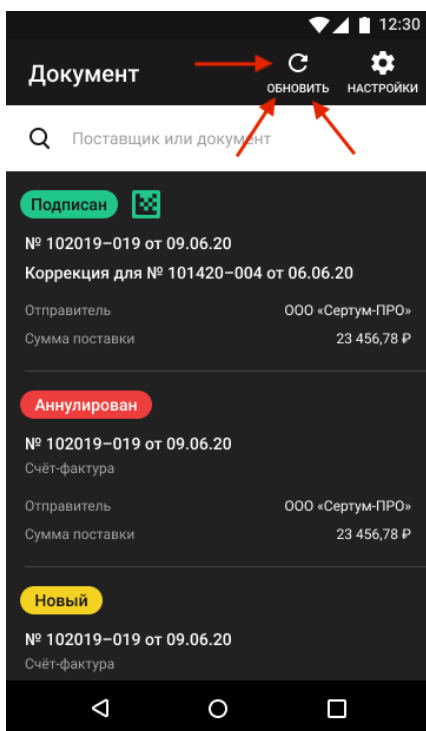 12:30
Документ
ОБНОВИТЬ НАСТРОЙКИ
Поставщик или документ
Подписан
№ 102019–019 от 09.06.20
Коррекция для № 101420–004 от 06.06.20
Отправитель ООО «Сертум-ПРО»
Сумма поставки 23 456,78 ₽
Аннулирован
№ 102019–019 от 09.06.20
Счёт-фактура
Отправитель ООО «Сертум-ПРО»
Сумма поставки 23 456,78 ₽
Новый
№ 102019–019 от 09.06.20
Счёт-фактура